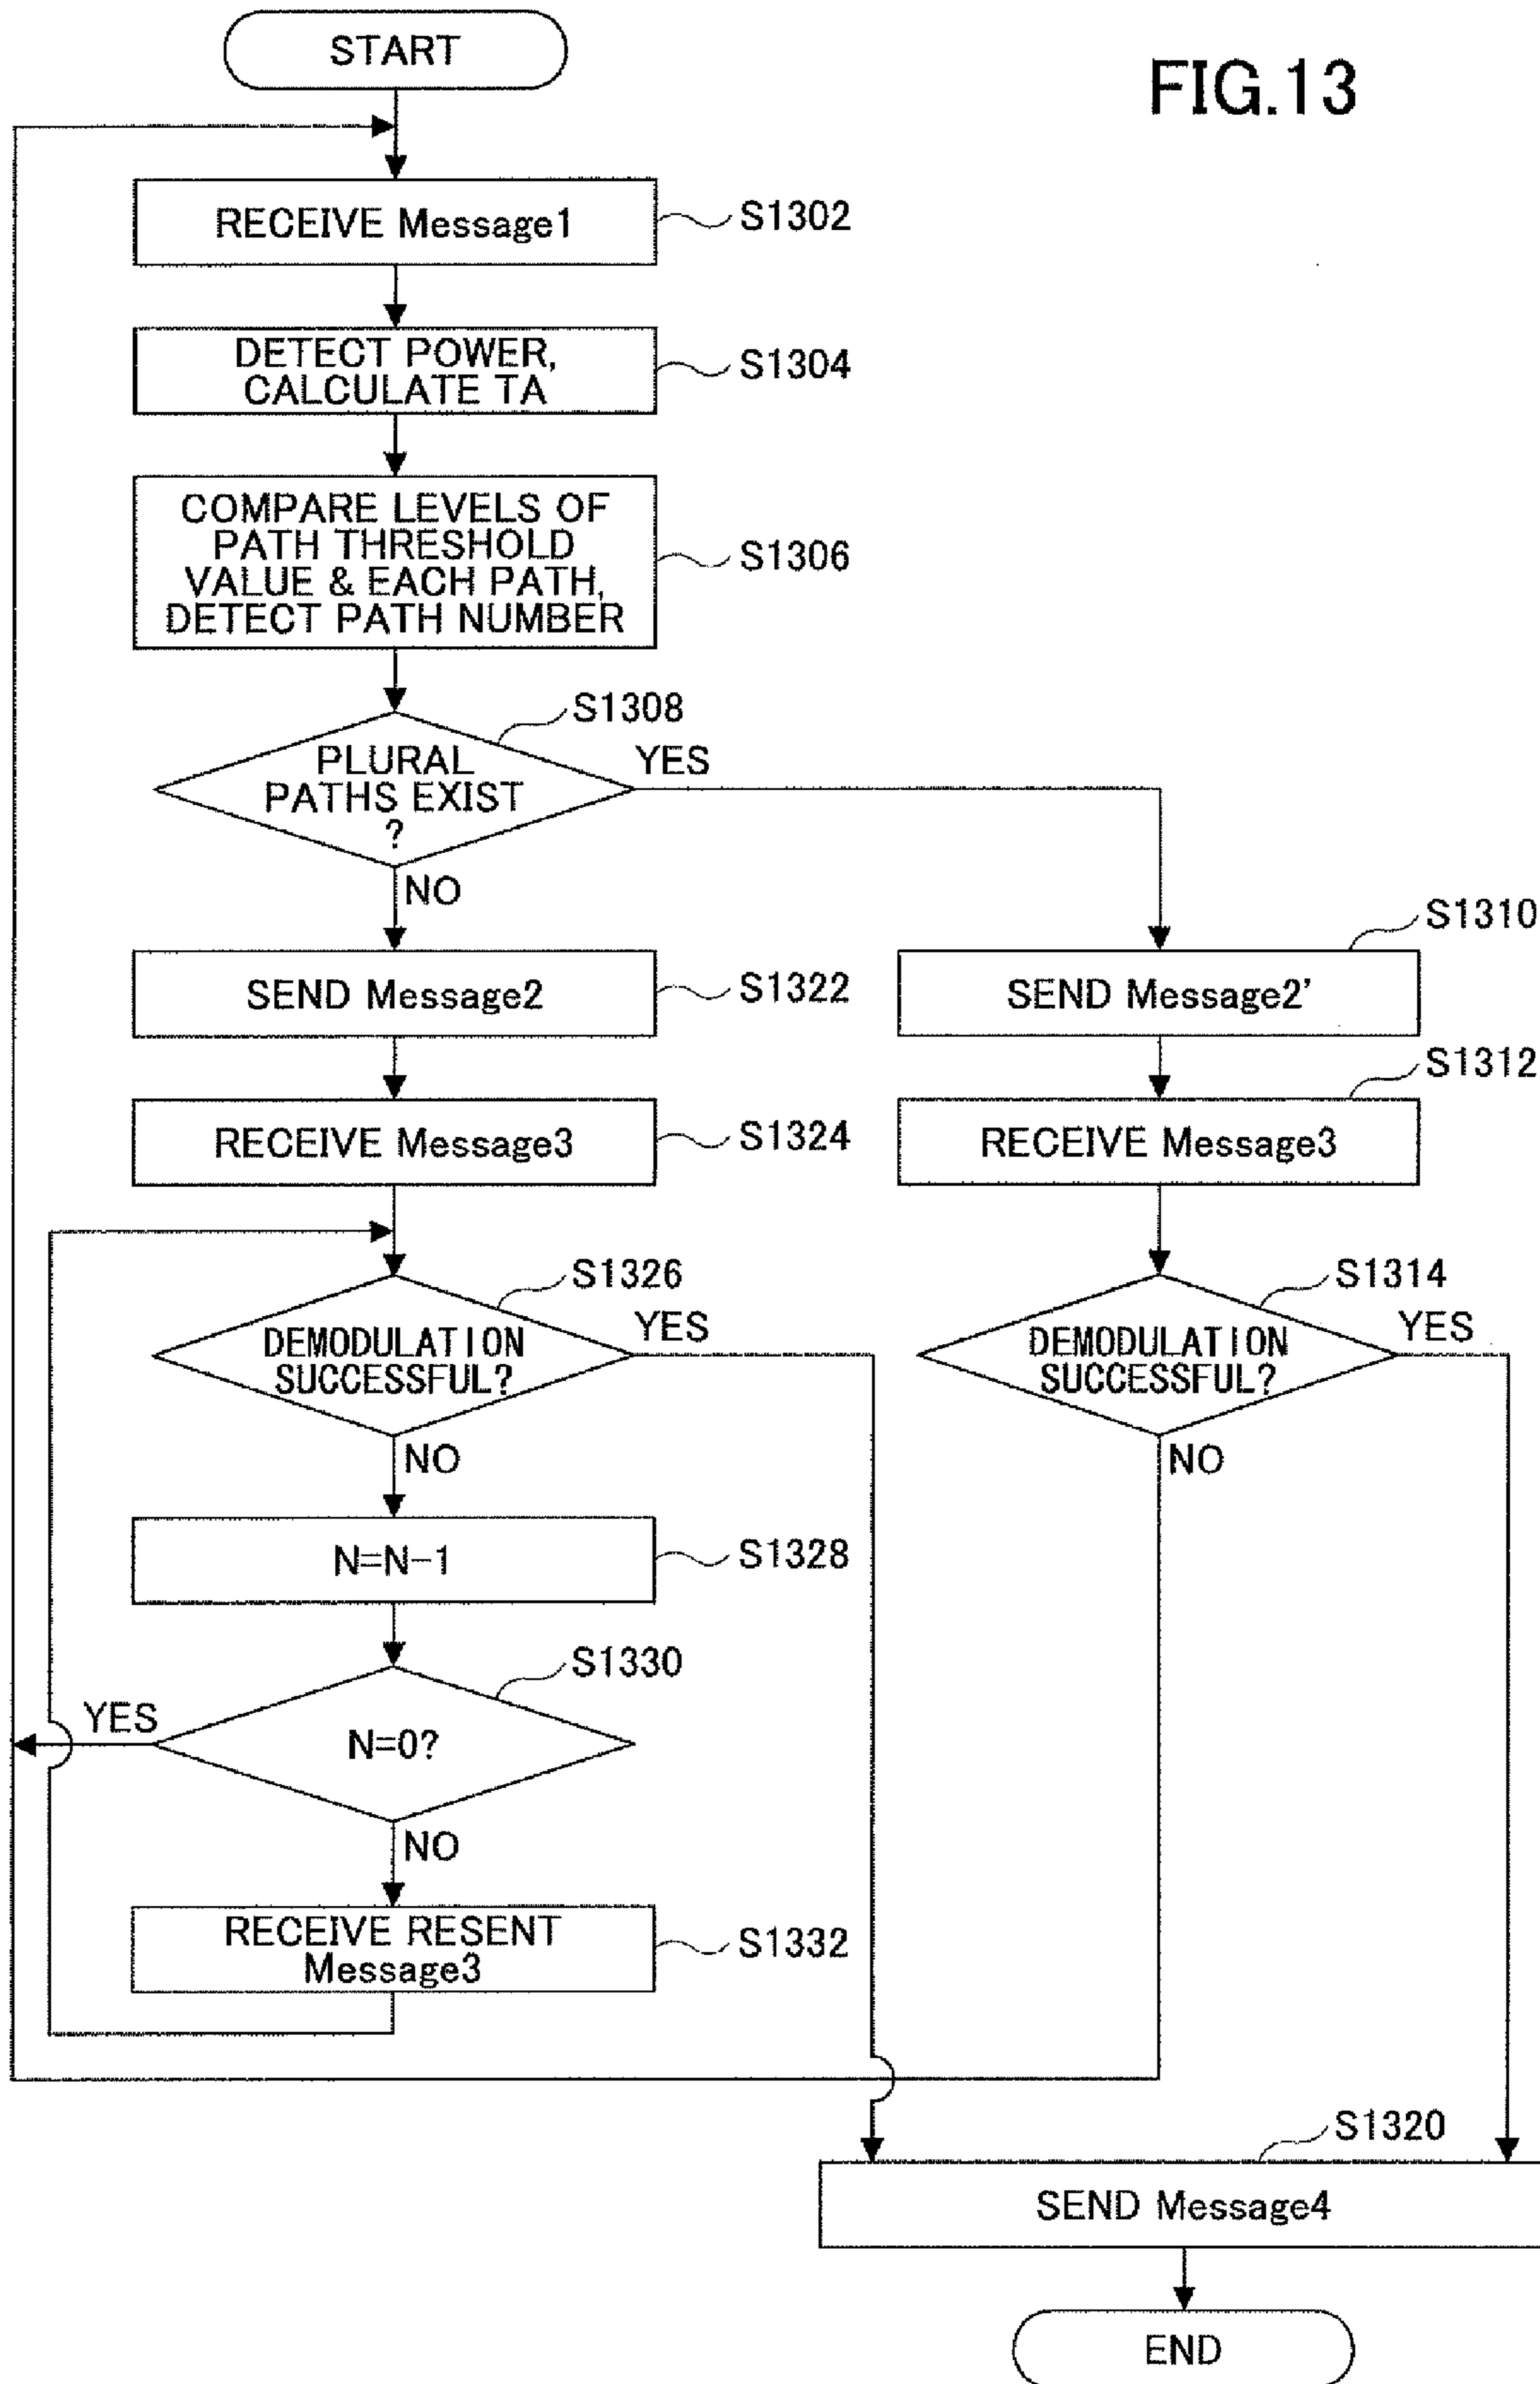 FIG.13
START
RECEIVE Message1
S1302
DETECT POWER,
CALCULATE TA
S1304
COMPARE LEVELS OF
PATH THRESHOLD
VALUE & EACH PATH,
DETECT PATH NUMBER
S1306
S1308
PLURAL
PATHS EXIST
?
YES
NO
SEND Message2
S1322
S1310
SEND Message2'
RECEIVE Message3
S1324
S1312
RECEIVE Message3
S1326
DEMODULATION
SUCCESSFUL?
YES
NO
S1314
DEMODULATION
SUCCESSFUL?
YES
NO
N=N-1
S1328
S1330
N=0?
YES
NO
RECEIVE RESENT
Message3
S1332
S1320
SEND Message4
END